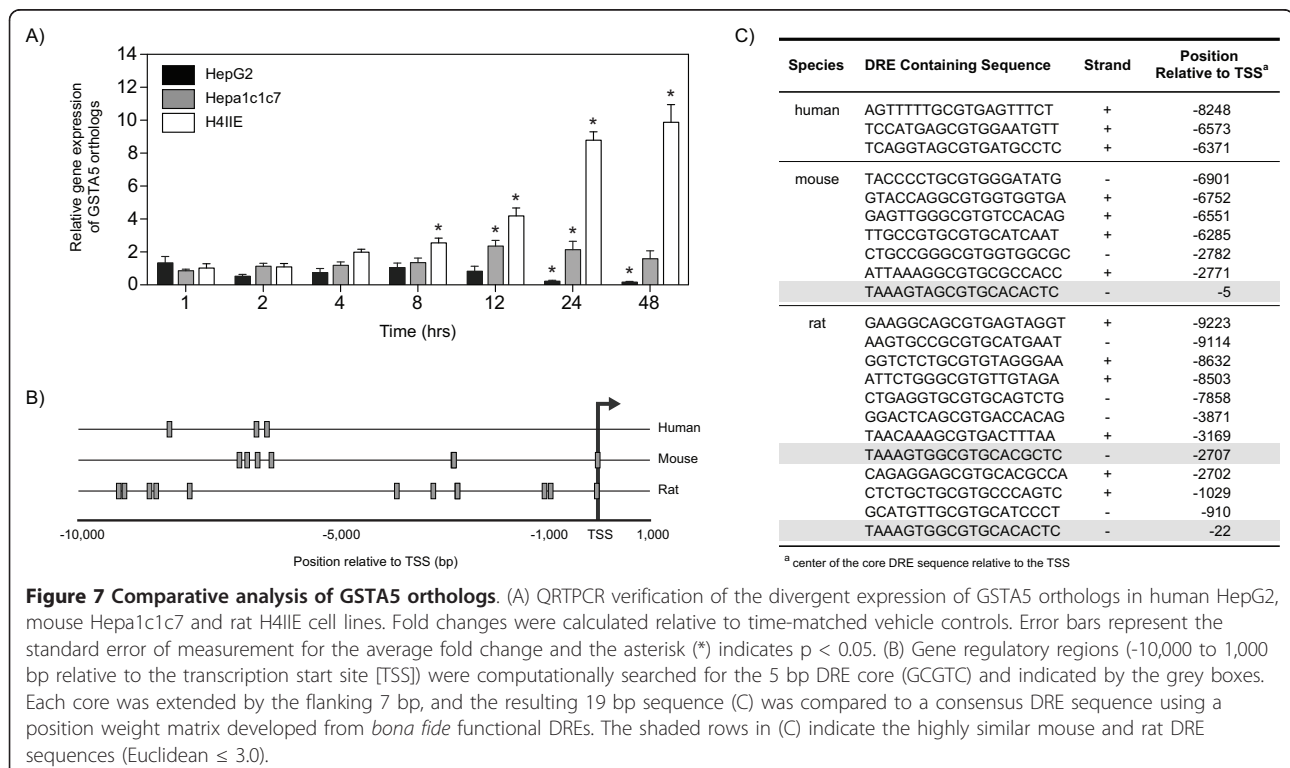 A)
Relative gene expression
of GSTA5 orthologs
14
12
10
8
6
4
2
0
HepG2
Hepa1c1c7
H4IIE
*
*
*
*
*
*
*
*
*
1
2
4
8
12
24
48
Time (hrs)
B)
Human
Mouse
Rat
-10,000
-5,000
-1,000
TSS
1,000
Position relative to TSS (bp)
C)
Species DRE Containing Sequence Strand Position Relative to TSSa
human AGTTTTTGCGTGAGTTTCT + -8248
TCCATGAGCGTGGAATGTT + -6573
TCAGGTAGCGTGATGCCTC + -6371
mouse TACCCCTGCGTGGGATATG - -6901
GTACCAGGCGTGGTGGTGA + -6752
GAGTTGGGCGTGTCCACAG + -6551
TTGCCGTGCGTGCATCAAT + -6285
CTGCCGGGCGTGGTGGCGC - -2782
ATTAAAGGCGTGCGCCACC + -2771
TAAAGTAGCGTGCACACTC - -5
rat GAAGGCAGCGTGAGTAGGT + -9223
AAGTGCCGCGTGCATGAAT - -9114
GGTCTCTGCGTGTAGGGAA + -8632
ATTCTGGGCGTGTTGTAGA + -8503
CTGAGGTGCGTGCAGTCTG - -7858
GGACTCAGCGTGACCACAG - -3871
TAACAAAGCGTGACTTTAA + -3169
TAAAGTGGCGTGCACGCTC - -2707
CAGAGGAGCGTGCACGCCA + -2702
CTCTGCTGCGTGCCCAGTC + -1029
GCATGTTGCGTGCATCCCT - -910
TAAAGTGGCGTGCACACTC - -22
a center of the core DRE sequence relative to the TSS
Figure 7 Comparative analysis of GSTA5 orthologs. (A) QRTPCR verification of the divergent expression of GSTA5 orthologs in human HepG2,
mouse Hepa1c1c7 and rat H4IIE cell lines. Fold changes were calculated relative to time-matched vehicle controls. Error bars represent the
standard error of measurement for the average fold change and the asterisk (*) indicates p < 0.05. (B) Gene regulatory regions (-10,000 to 1,000
bp relative to the transcription start site [TSS]) were computationally searched for the 5 bp DRE core (GCGTC) and indicated by the grey boxes.
Each core was extended by the flanking 7 bp, and the resulting 19 bp sequence (C) was compared to a consensus DRE sequence using a
position weight matrix developed from bona fide functional DREs. The shaded rows in (C) indicate the highly similar mouse and rat DRE
sequences (Euclidean ≤ 3.0).